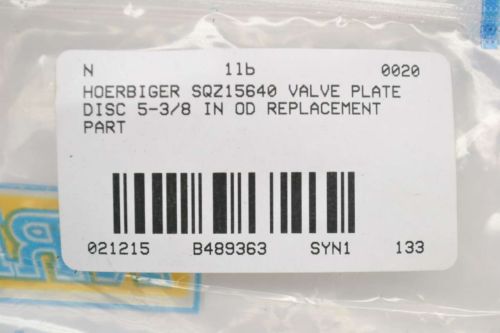 N 1lb 0020
HOERBIGER SQZ15640 VALVE PLATE
DISC 5-3/8 IN OD REPLACEMENT
PART
021215 B489363 SYN1 133